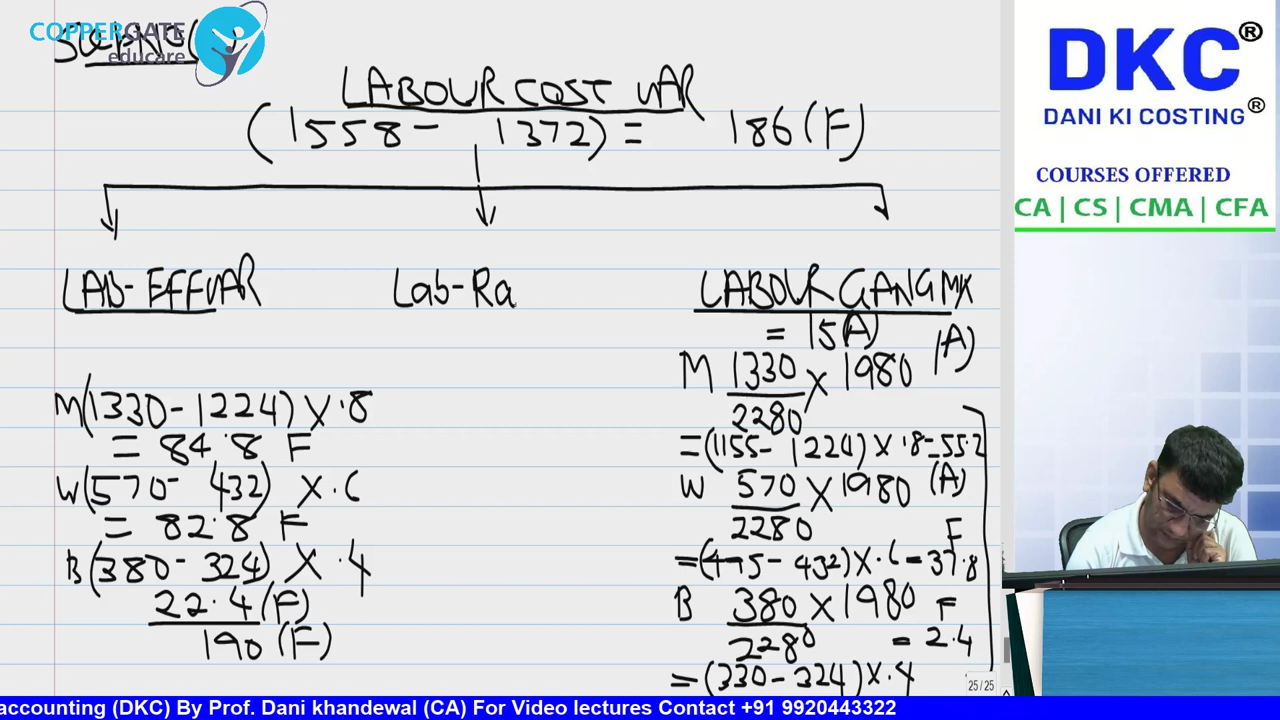 COPPERGATE
educare
LABOUR COST VAR
(1558 - 1372) = 186 (F)
LAB- EFF VAR
M(1330 - 1224) X .8
= 84.8 F
W(570 - 432) X .6
= 82.8 F
B(380 - 324) X .4
22.4 (F)
190 (F)
Lab-Ra
LABOUR GANG MX
= 15 (A)
M 1330 X 1980 (A)
2280
= (1155 - 1224) X .8 = 55.2
W 570 X 1980 (A)
2280 F
= (475 - 432) X .6 = 37.8
B 380 X 1980 F
2280 = 2.4
= (330 - 324) X .4
25 / 25
DKC®
DANI KI COSTING®
COURSES OFFERED
CA | CS | CMA | CFA
accounting (DKC) By Prof. Dani khandewal (CA) For Video lectures Contact +91 9920443322